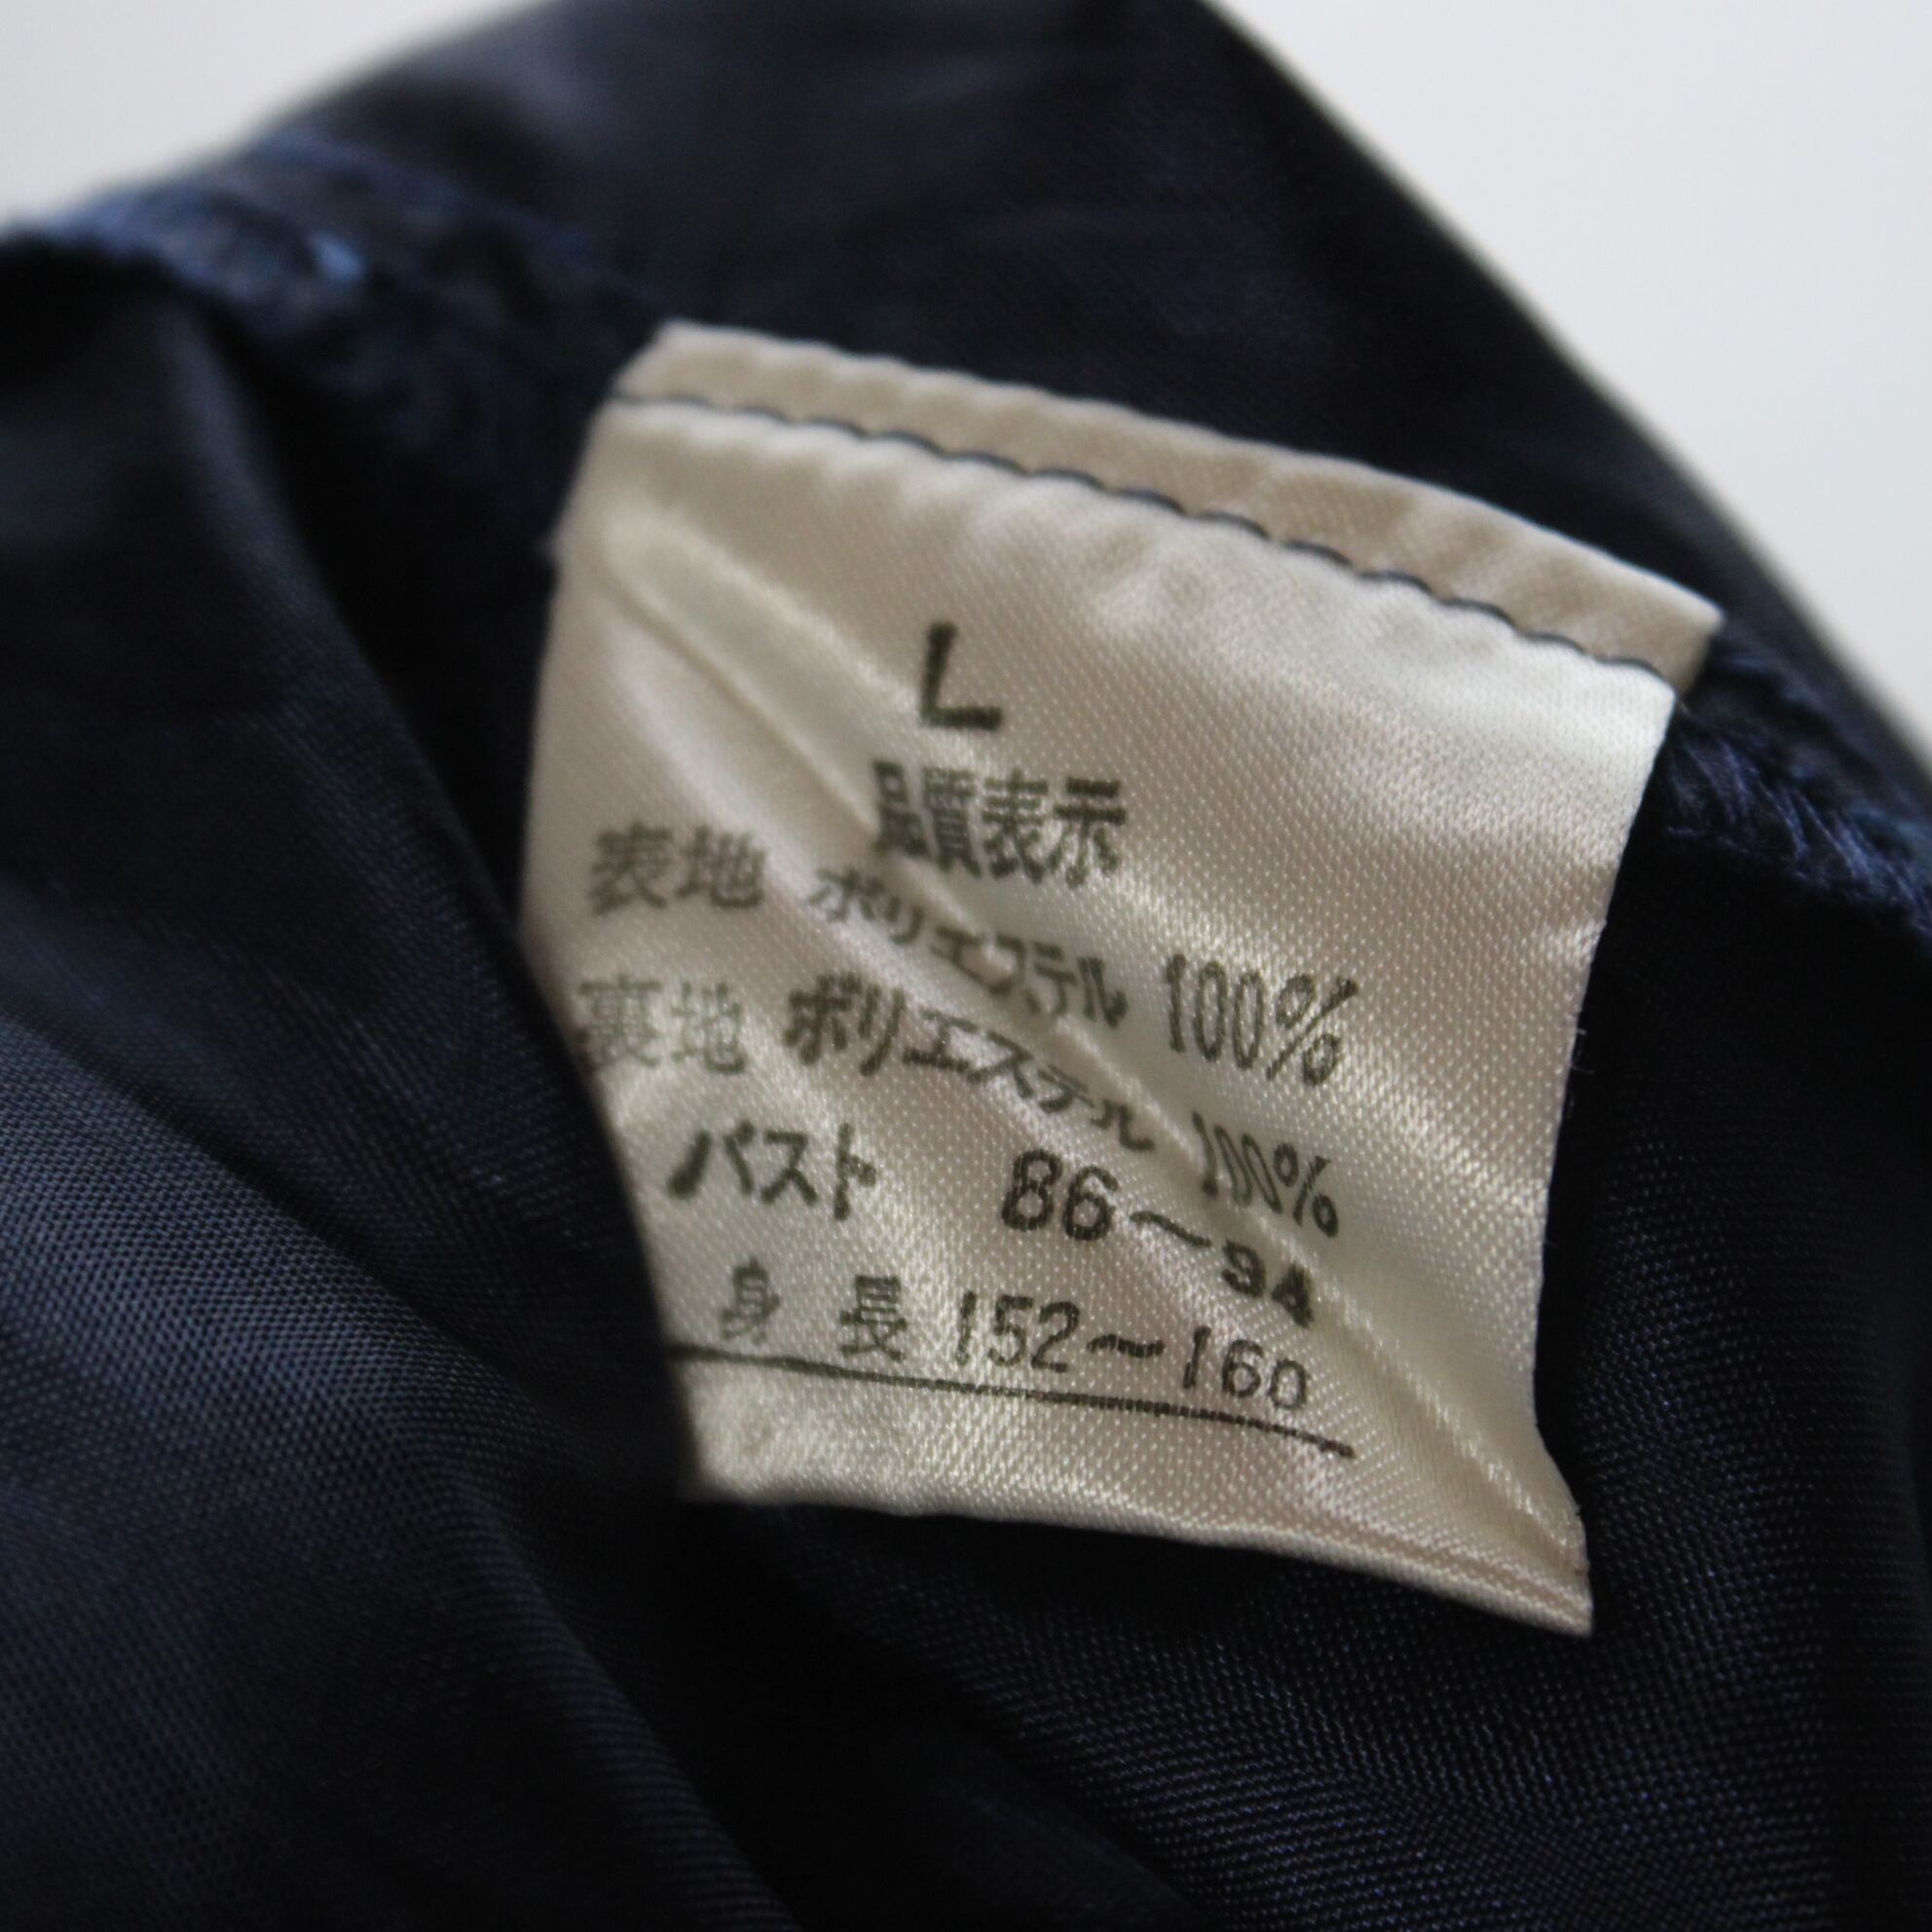 L
品質表示
表地 ポリエステル 100%
裏地 ポリエステル 100%
バスト 86〜94
身長 152〜160